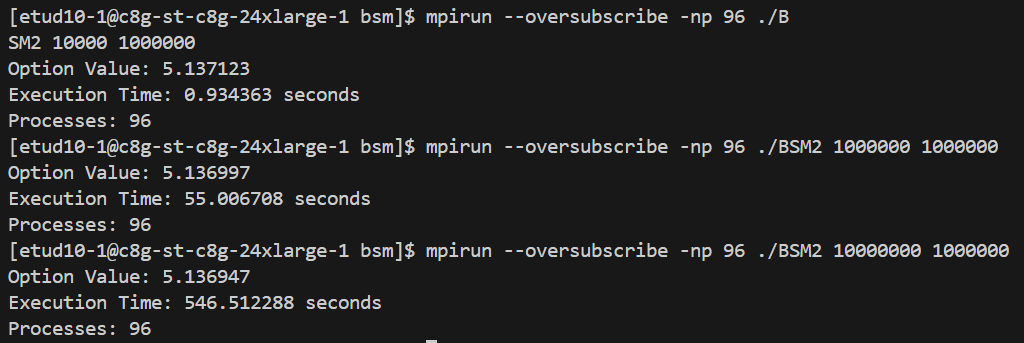 [etud10-1@c8g-st-c8g-24xlarge-1 bsm]$ mpirun --oversubscribe -np 96 ./B
SM2 10000 1000000
Option Value: 5.137123
Execution Time: 0.934363 seconds
Processes: 96
[etud10-1@c8g-st-c8g-24xlarge-1 bsm]$ mpirun --oversubscribe -np 96 ./BSM2 1000000 1000000
Option Value: 5.136997
Execution Time: 55.006708 seconds
Processes: 96
[etud10-1@c8g-st-c8g-24xlarge-1 bsm]$ mpirun --oversubscribe -np 96 ./BSM2 10000000 1000000
Option Value: 5.136947
Execution Time: 546.512288 seconds
Processes: 96